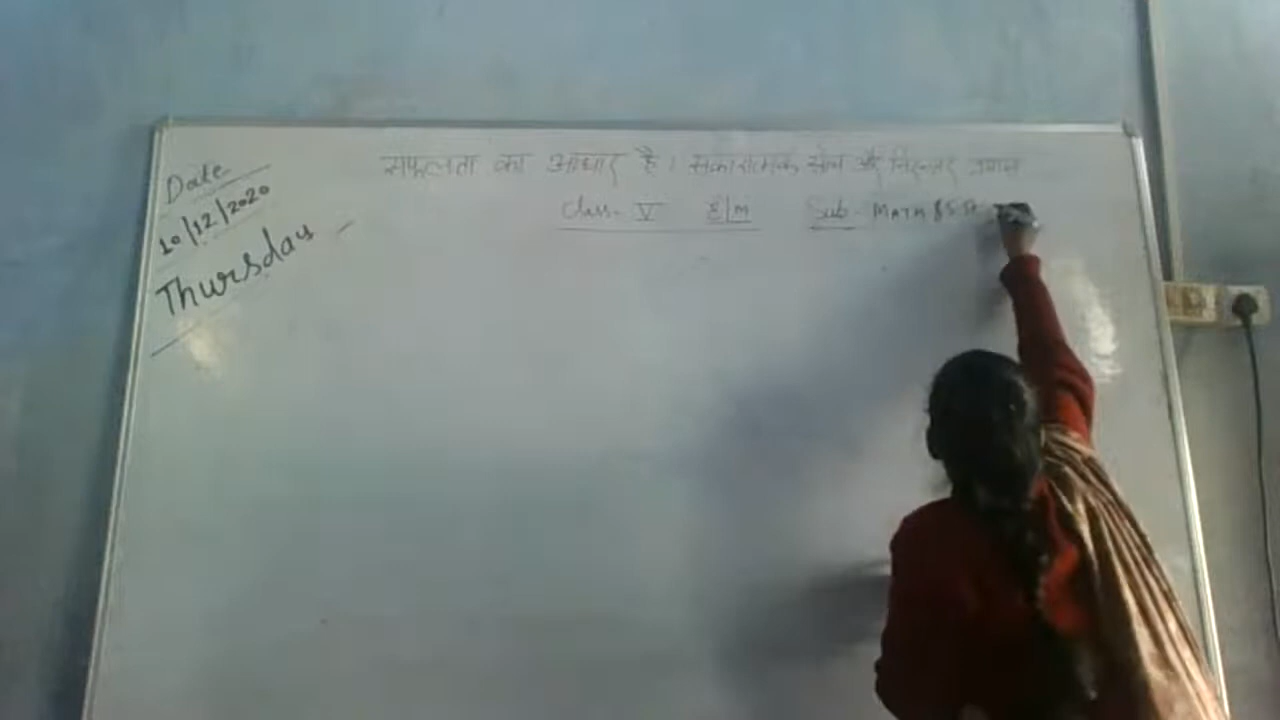 Date
10/12/2020
Thursday
सफलता का आधार है। सकारात्मक सोच और निरन्तर प्रयास
Class- V E/M Sub- MATH